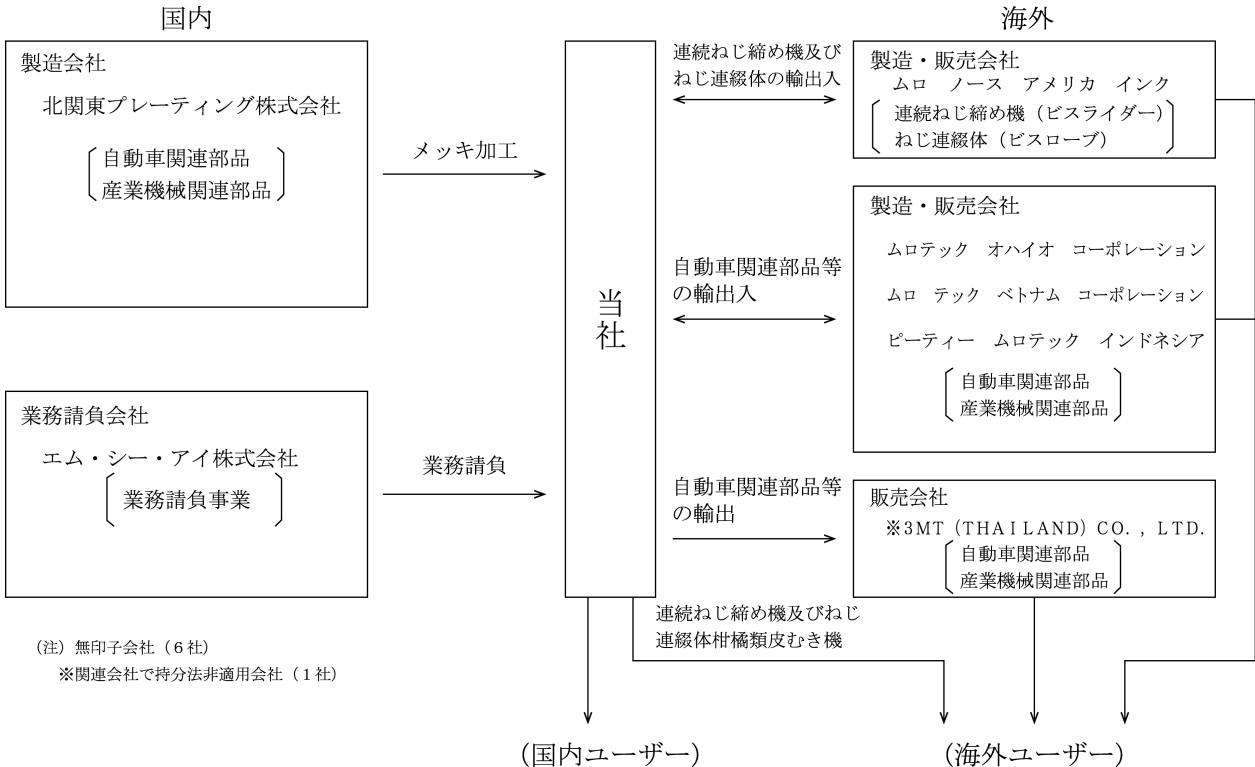 国内
製造会社
北関東プレーティング株式会社
自動車関連部品
産業機械関連部品
メッキ加工
業務請負会社
エム・シー・アイ株式会社
業務請負事業
業務請負
(注)無印子会社(6社)
※関連会社で持分法非適用会社(1社)
当社
海外
連続ねじ締め機及び
ねじ連綴体の輸出入
製造・販売会社
ムロ ノース アメリカ インク
連続ねじ締め機(ビスライダー)
ねじ連綴体(ビスロープ)
自動車関連部品等
の輸出入
製造・販売会社
ムロテック オハイオ コーポレーション
ムロ テック ベトナム コーポレーション
ピーティー ムロテック インドネシア
自動車関連部品
産業機械関連部品
自動車関連部品等
の輸出
販売会社
※3MT(THAILAND)CO.,LTD.
自動車関連部品
産業機械関連部品
連続ねじ締め機及びねじ
連綴体柑橘類皮むき機
(国内ユーザー)
(海外ユーザー)